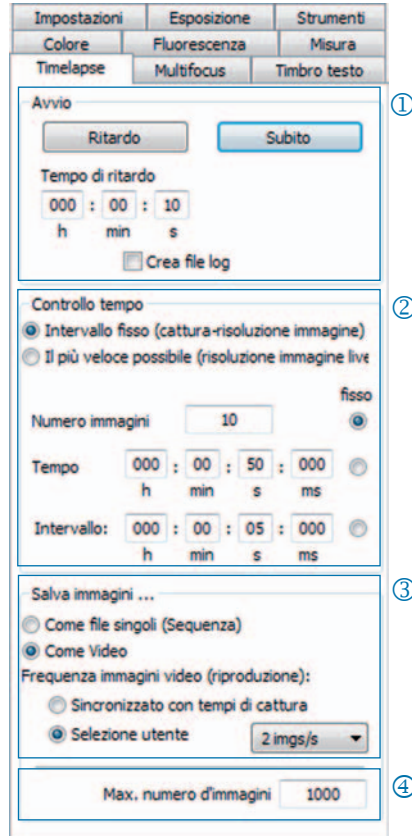 Impostazioni Esposizione Strumenti
Colore Fluorescenza Misura
Timelapse Multifocus Timbro testo
Avvio
①
Ritardo Subito
Tempo di ritardo
000 : 00 : 10
h min s
Crea file log
Controllo tempo
②
Intervallo fisso (cattura-risoluzione immagine)
Il più veloce possibile (risoluzione immagine live
fisso
Numero immagini 10
Tempo 000 : 00 : 50 : 000
h min s ms
Intervallo: 000 : 00 : 05 : 000
h min s ms
Salva immagini ...
③
Come file singoli (Sequenza)
Come Video
Frequenza immagini video (riproduzione):
Sincronizzato con tempi di cattura
Selezione utente 2 imgs/s
Max. numero d'immagini 1000
④